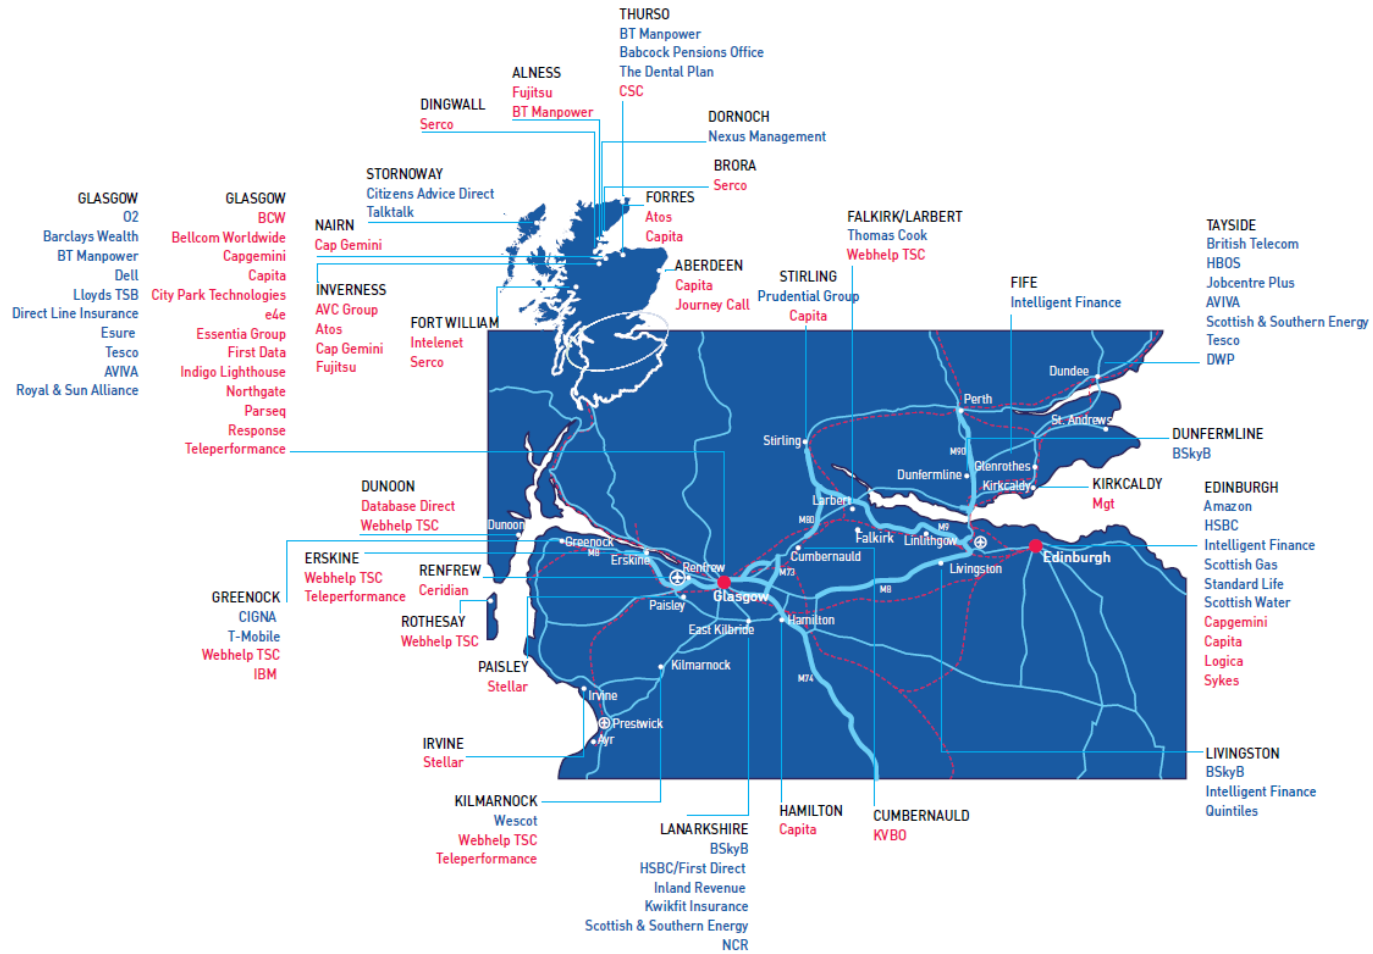 THURSO
BT Manpower
Babcock Pensions Office
The Dental Plan
CSC
ALNESS
Fujitsu
BT Manpower
DINGWALL
Serco
DORNOCH
Nexus Management
BRORA
Serco
STORNOWAY
Citizens Advice Direct
Talktalk
FORRES
Atos
Capita
GLASGOW
O2
Barclays Wealth
BT Manpower
Dell
Lloyds TSB
Direct Line Insurance
Esure
Tesco
AVIVA
Royal & Sun Alliance
GLASGOW
BCW
Bellcom Worldwide
Capgemini
Capita
City Park Technologies
e4e
Essentia Group
First Data
Indigo Lighthouse
Northgate
Parseq
Response
Teleperformance
NAIRN
Cap Gemini
INVERNESS
AVC Group
Atos
Cap Gemini
Fujitsu
FORT WILLIAM
Intelenet
Serco
ABERDEEN
Capita
Journey Call
STIRLING
Prudential Group
Capita
FALKIRK/LARBERT
Thomas Cook
Webhelp TSC
FIFE
Intelligent Finance
TAYSIDE
British Telecom
HBOS
Jobcentre Plus
AVIVA
Scottish & Southern Energy
Tesco
DWP
DUNFERMLINE
BSkyB
KIRKCALDY
Mgt
EDINBURGH
Amazon
HSBC
Intelligent Finance
Scottish Gas
Standard Life
Scottish Water
Capgemini
Capita
Logica
Sykes
DUNOON
Database Direct
Webhelp TSC
ERSKINE
Webhelp TSC
Teleperformance
RENFREW
Ceridian
GREENOCK
CIGNA
T-Mobile
Webhelp TSC
IBM
ROTHESAY
Webhelp TSC
PAISLEY
Stellar
IRVINE
Stellar
KILMARNOCK
Wescot
Webhelp TSC
Teleperformance
LANARKSHIRE
BSkyB
HSBC/First Direct
Inland Revenue
Kwikfit Insurance
Scottish & Southern Energy
NCR
HAMILTON
Capita
CUMBERNAULD
KVBO
LIVINGSTON
BSkyB
Intelligent Finance
Quintiles
Dundee
Perth
St. Andrews
Stirling
M90
Dunfermline
Glenrothes
Kirkcaldy
Larbert
M80
Falkirk
M9
Linlithgow
Edinburgh
Dunoon
Greenock
M8
Erskine
Renfrew
Cumbernauld
M73
Livingston
M8
Glasgow
Paisley
East Kilbride
Hamilton
Kilmarnock
M74
Irvine
Prestwick
Ayr